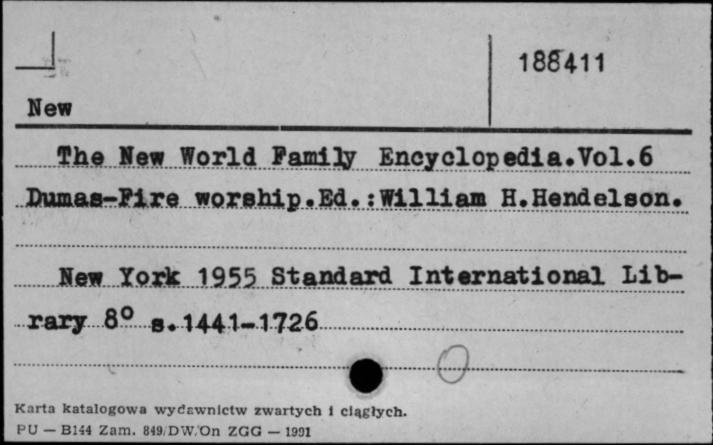 188411
New
The New World Family Encyclopedia.Vol.6
Dumas-Fire worship.Ed.:William H.Hendelson.
New York 1955 Standard International Lib-
rary 8° s.1441-1726
Karta katalogowa wydawnictw zwartych i ciągłych.
PU — B144 Zam. 849/DW/On ZGG — 1991